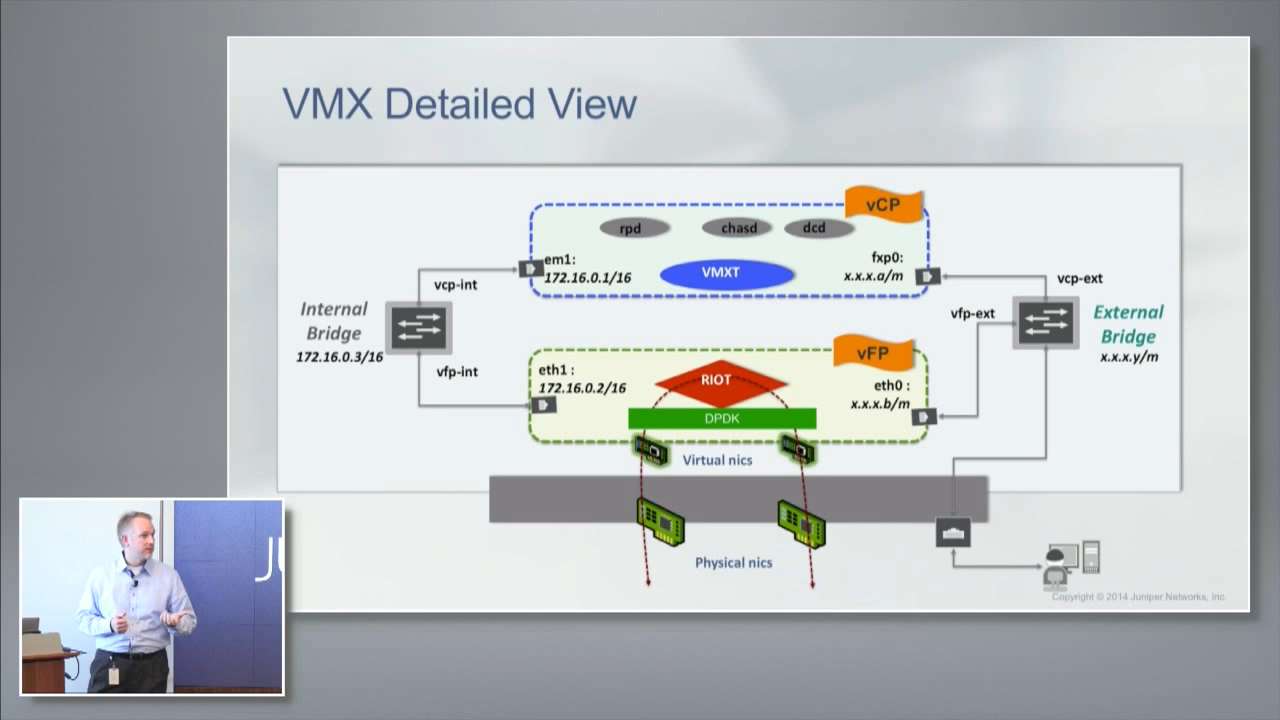 VMX Detailed View
vCP
rpd
chasd
dcd
em1:
172.16.0.1/16
VMXT
fxp0:
x.x.x.a/m
vcp-int
vcp-ext
Internal
Bridge
172.16.0.3/16
vfp-ext
External
Bridge
x.x.x.y/m
vfp-int
vFP
eth1 :
172.16.0.2/16
RIOT
eth0 :
x.x.x.b/m
DPDK
Virtual nics
Physical nics
Copyright © 2014 Juniper Networks, Inc.